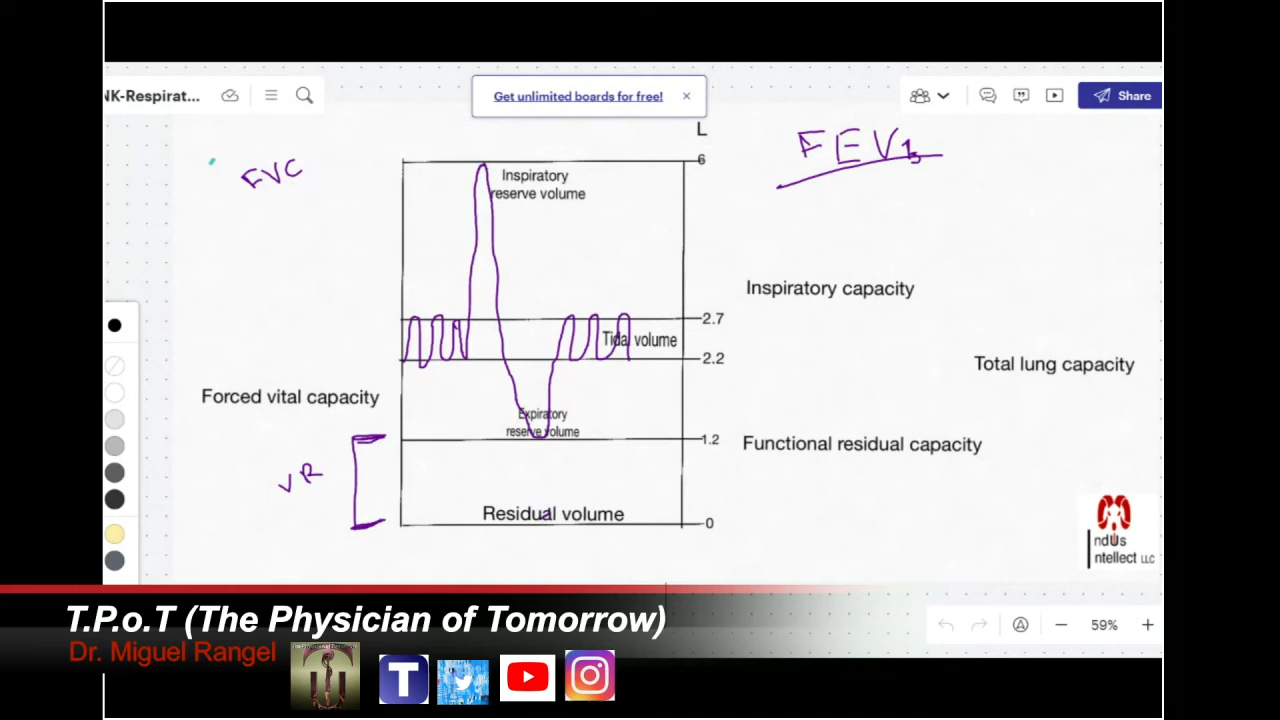 NK-Respirat...
Get unlimited boards for free!
Share
L
FVC
FEV1
6
Inspiratory
reserve volume
Inspiratory capacity
2.7
Tidal volume
2.2
Total lung capacity
Forced vital capacity
Expiratory
reserve volume
1.2
Functional residual capacity
VR
Residual volume
0
ndUs
ntellect LLC
T.P.o.T (The Physician of Tomorrow)
59%
Dr. Miguel Rangel